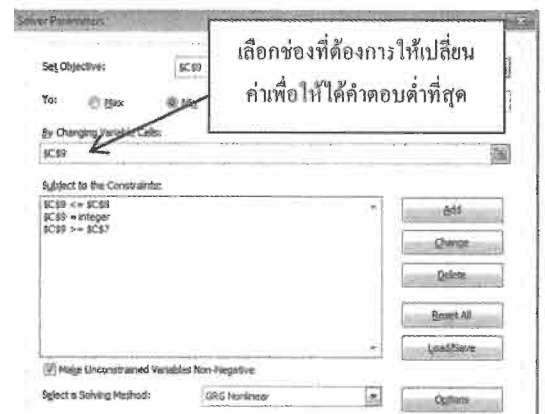 Solver Parameters
เลือกช่องที่ต้องการให้เปลี่ยน
ค่าเพื่อให้ได้คำตอบต่ำที่สุด
Set Objective:
To: Max Min
By Changing Variable Cells:
$C$9
Subject to the Constraints:
$C$9 <= $C$8
$C$9 = integer
$C$9 >= $C$7
Add
Change
Delete
Reset All
Load/Save
Make Unconstrained Variables Non-Negative
Select a Solving Method: GRG Nonlinear
Options